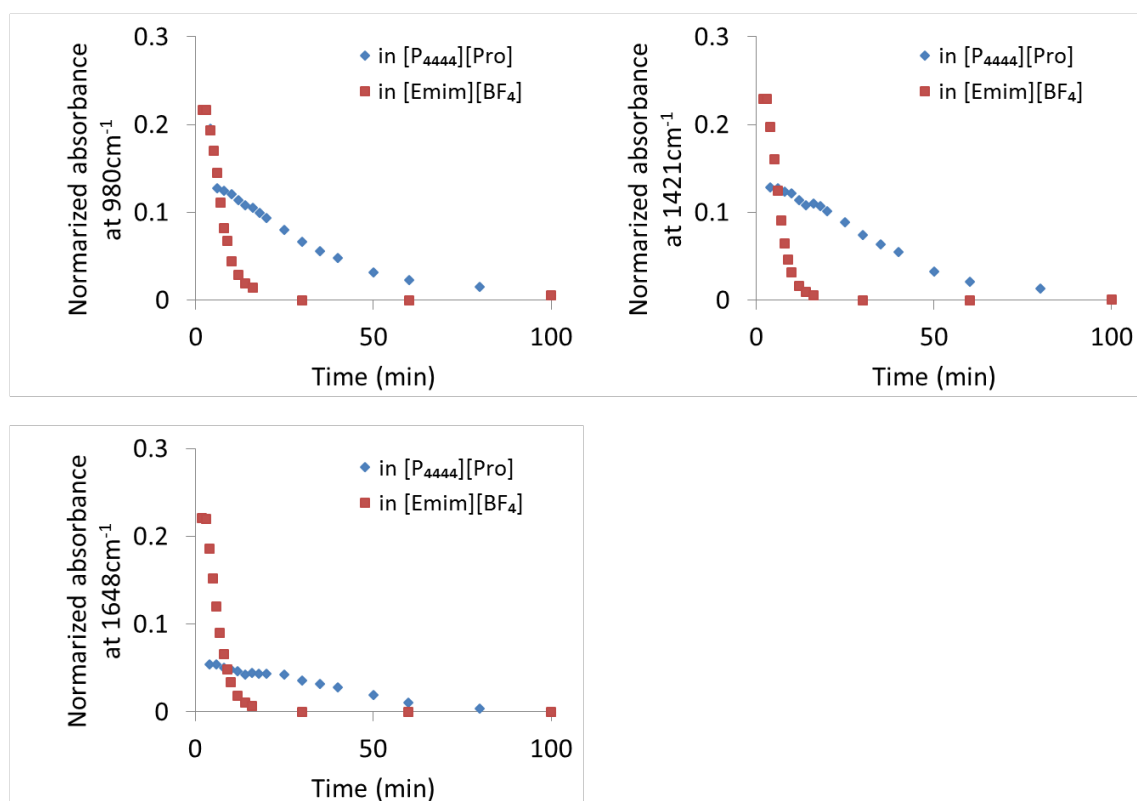 Normarized absorbance
at 980cm⁻¹
0.3
0.2
0.1
0
in [P₄₄₄₄][Pro]
in [Emim][BF₄]
0 50 100
Time (min)
Normarized absorbance
at 1421cm⁻¹
0.3
0.2
0.1
0
in [P₄₄₄₄][Pro]
in [Emim][BF₄]
0 50 100
Time (min)
Normarized absorbance
at 1648cm⁻¹
0.3
0.2
0.1
0
in [P₄₄₄₄][Pro]
in [Emim][BF₄]
0 50 100
Time (min)